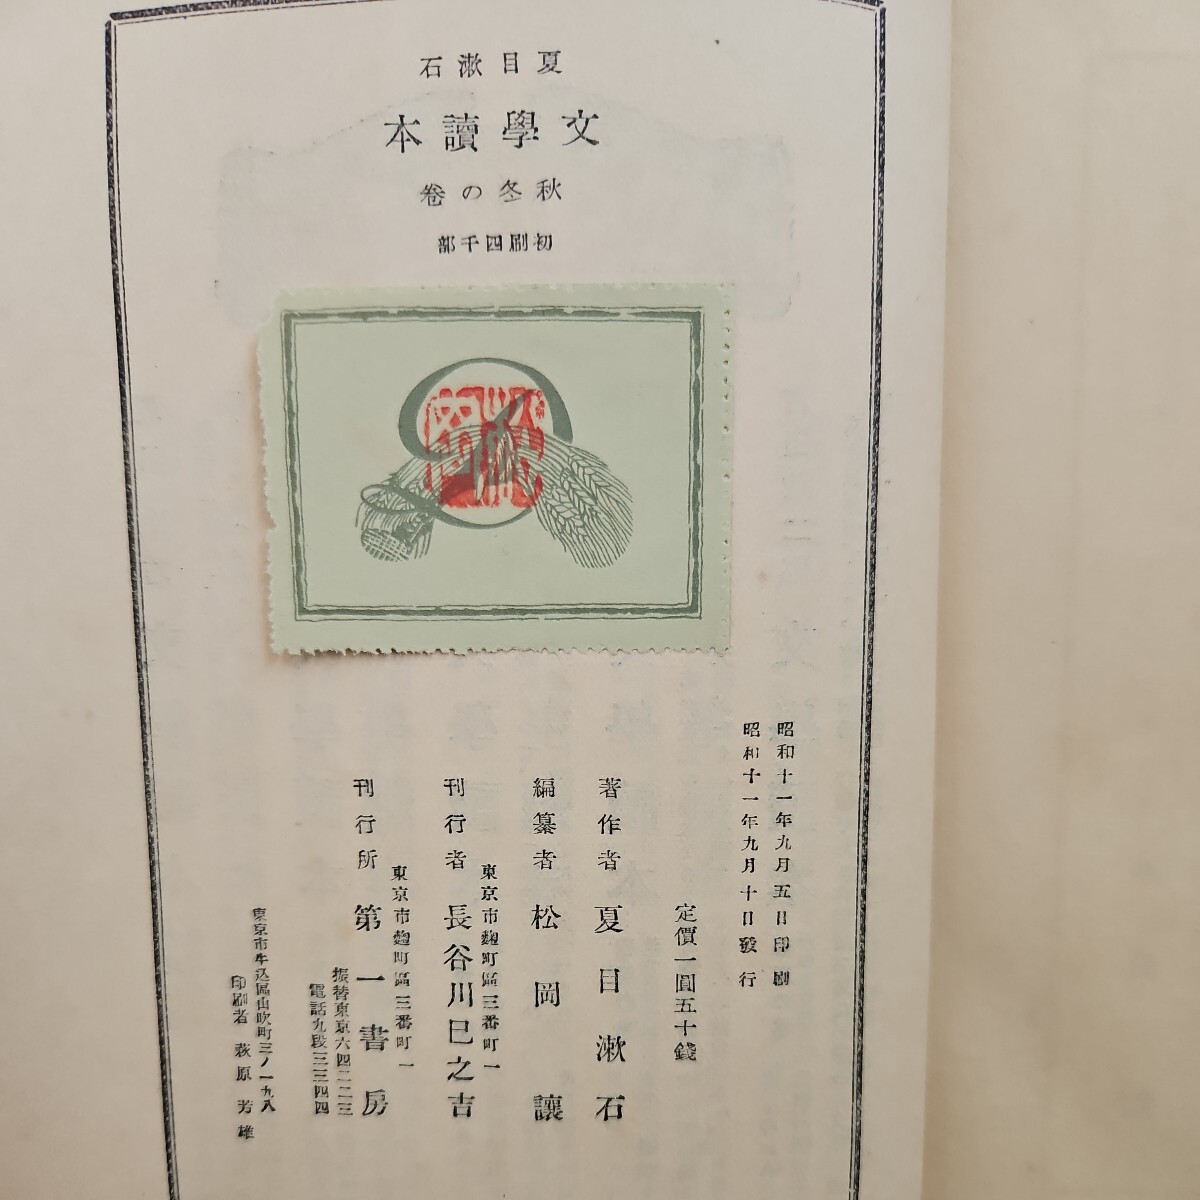 夏目漱石
文學讀本
秋冬の卷
初刷四千部
昭和十一年九月五日印刷
昭和十一年九月十日發行
定價一圓五十錢
著作者 夏目漱石
編纂者 松岡讓
東京市麴町區三番町一
刊行者 長谷川巳之吉
東京市麴町區三番町一
刊行所 第一書房
振替東京六四二二三
電話九段三三四四
東京市牛込區山吹町三ノ一九八
印刷者 萩原芳雄